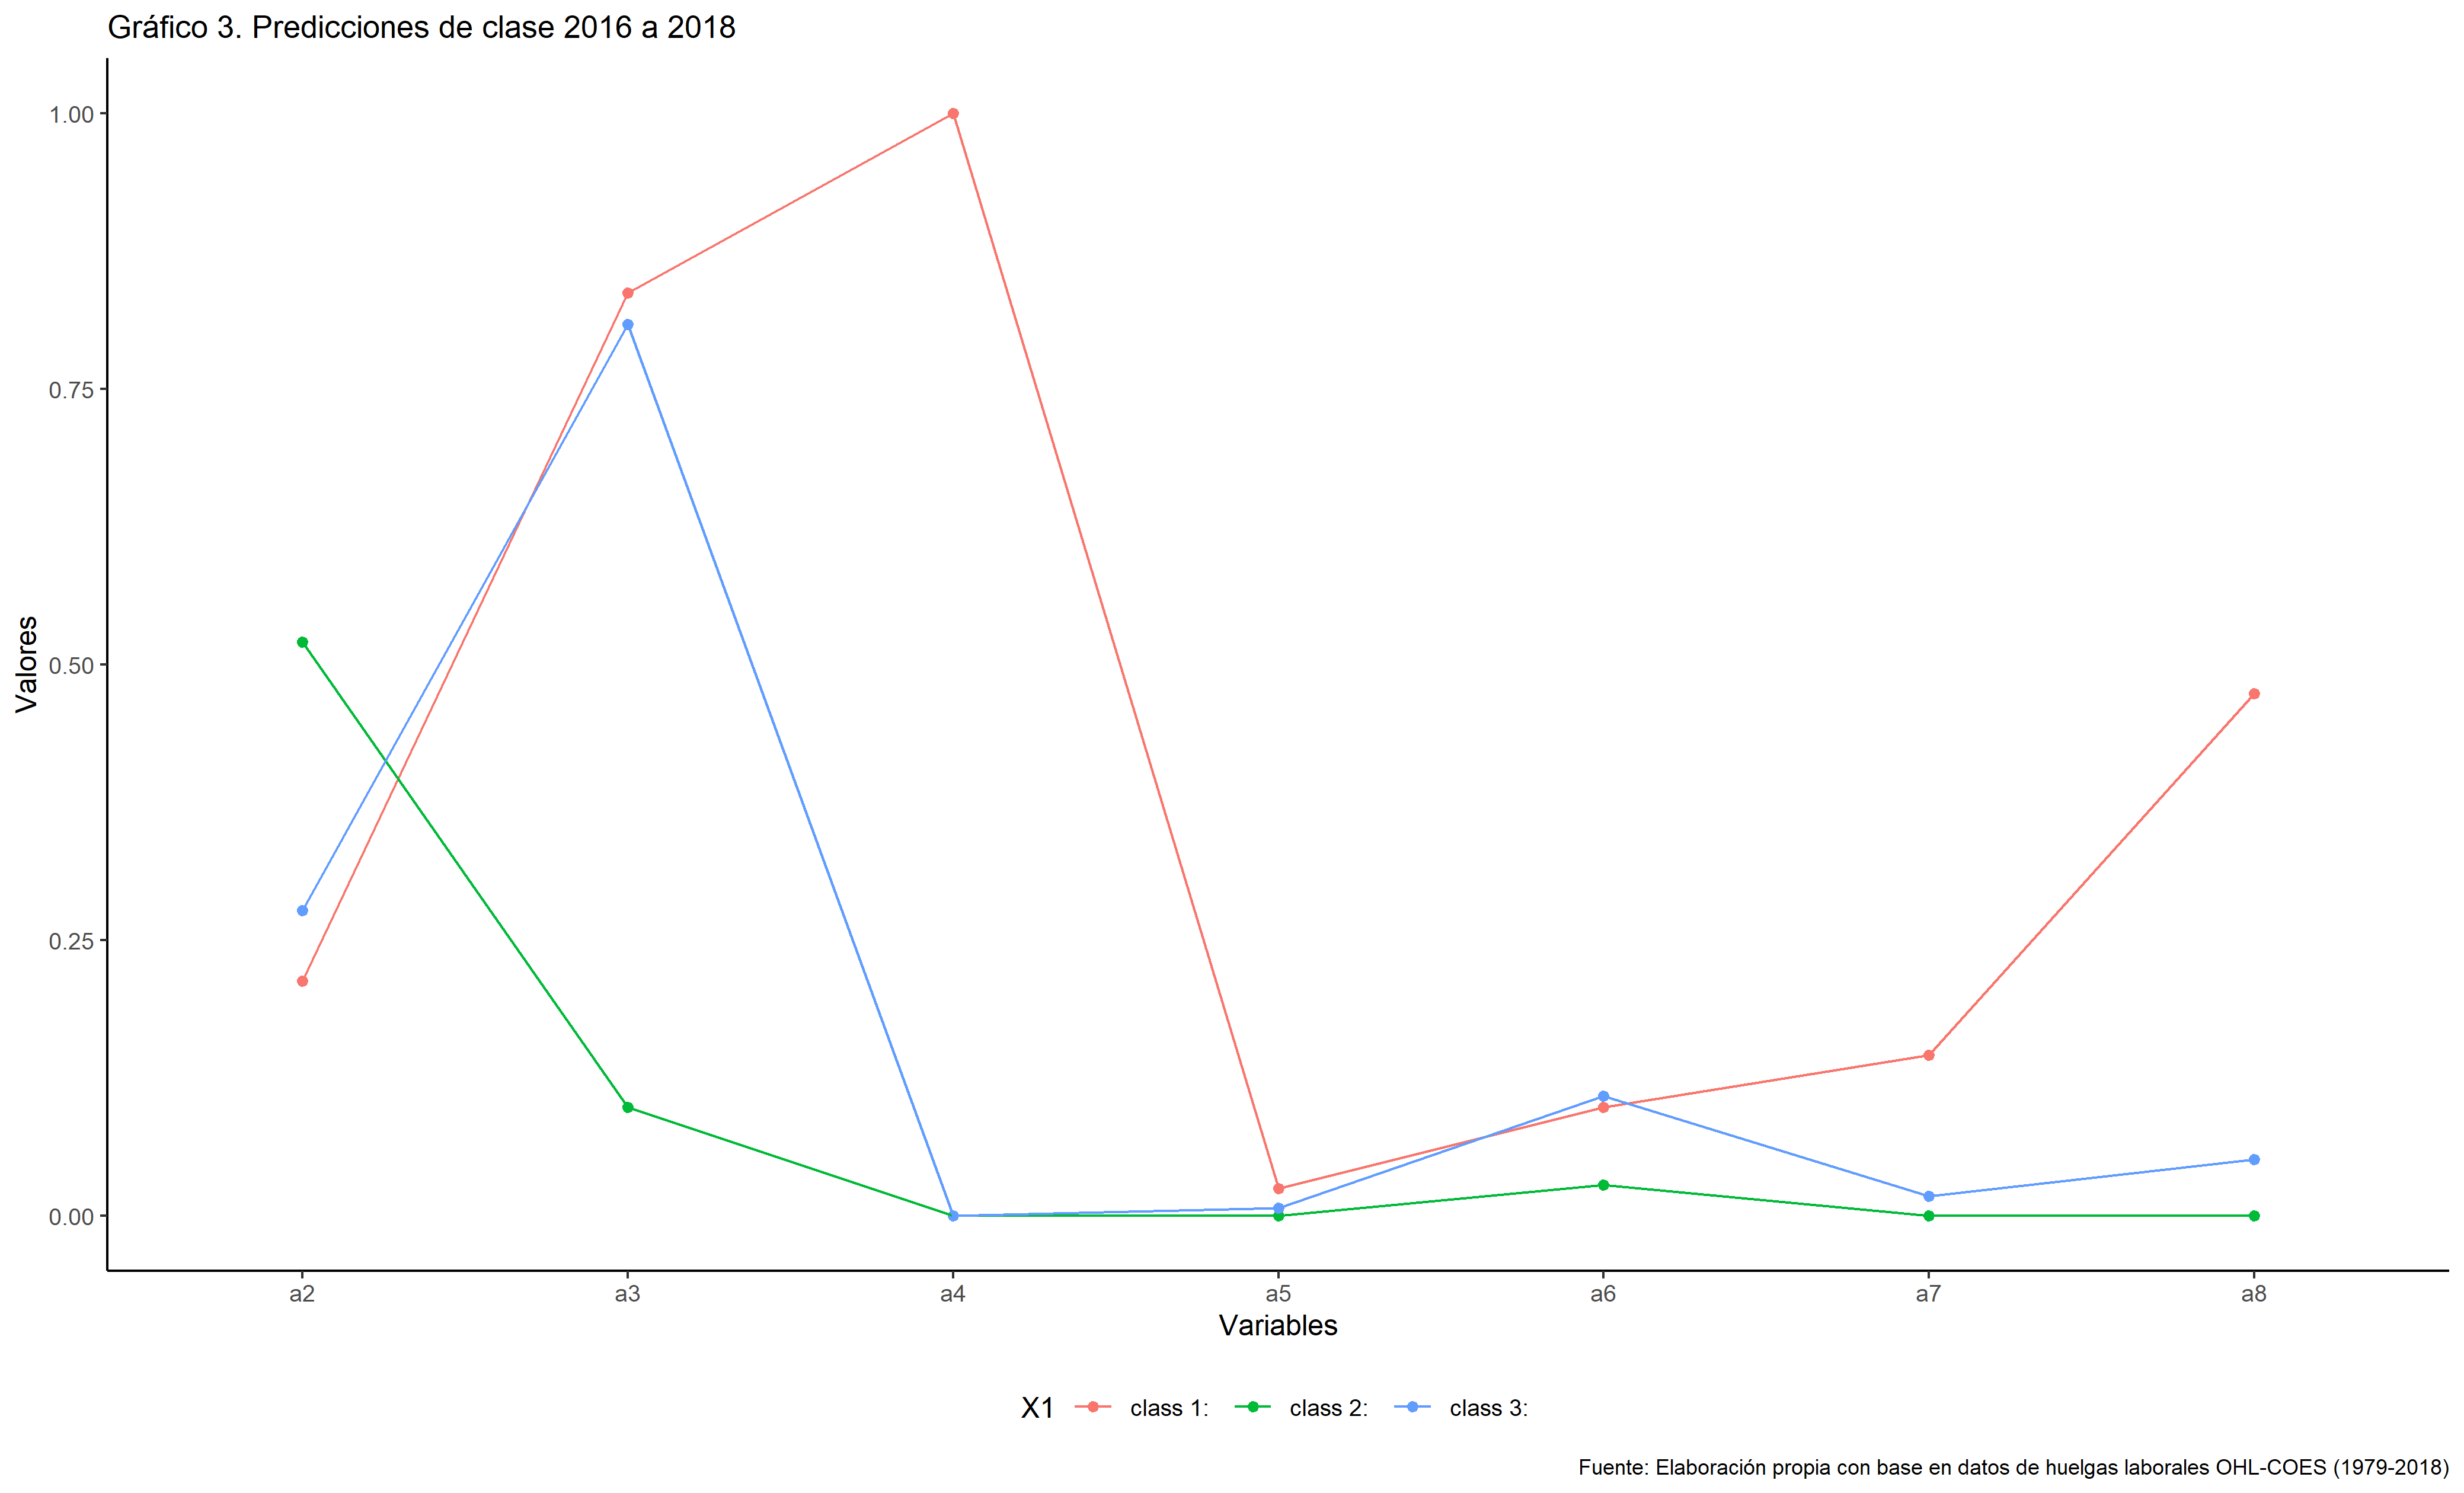 Gráfico 3. Predicciones de clase 2016 a 2018
1.00
0.75
0.50
0.25
0.00
Valores
a2 a3 a4 a5 a6 a7 a8
Variables
X1 class 1: class 2: class 3:
Fuente: Elaboración propia con base en datos de huelgas laborales OHL-COES (1979-2018)